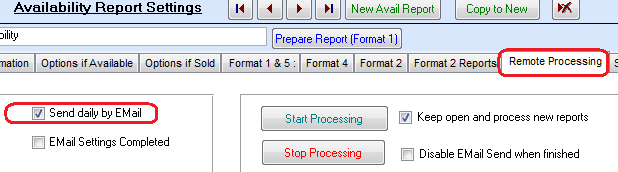 Availability Report Settings
New Avail Report
Copy to New
bility
Prepare Report (Format 1)
mation
Options if Available
Options if Sold
Format 1 & 5 :
Format 4
Format 2
Format 2 Reports
Remote Processing
S
Send daily by EMail
EMail Settings Completed
Start Processing
Keep open and process new reports
Stop Processing
Disable EMail Send when finished